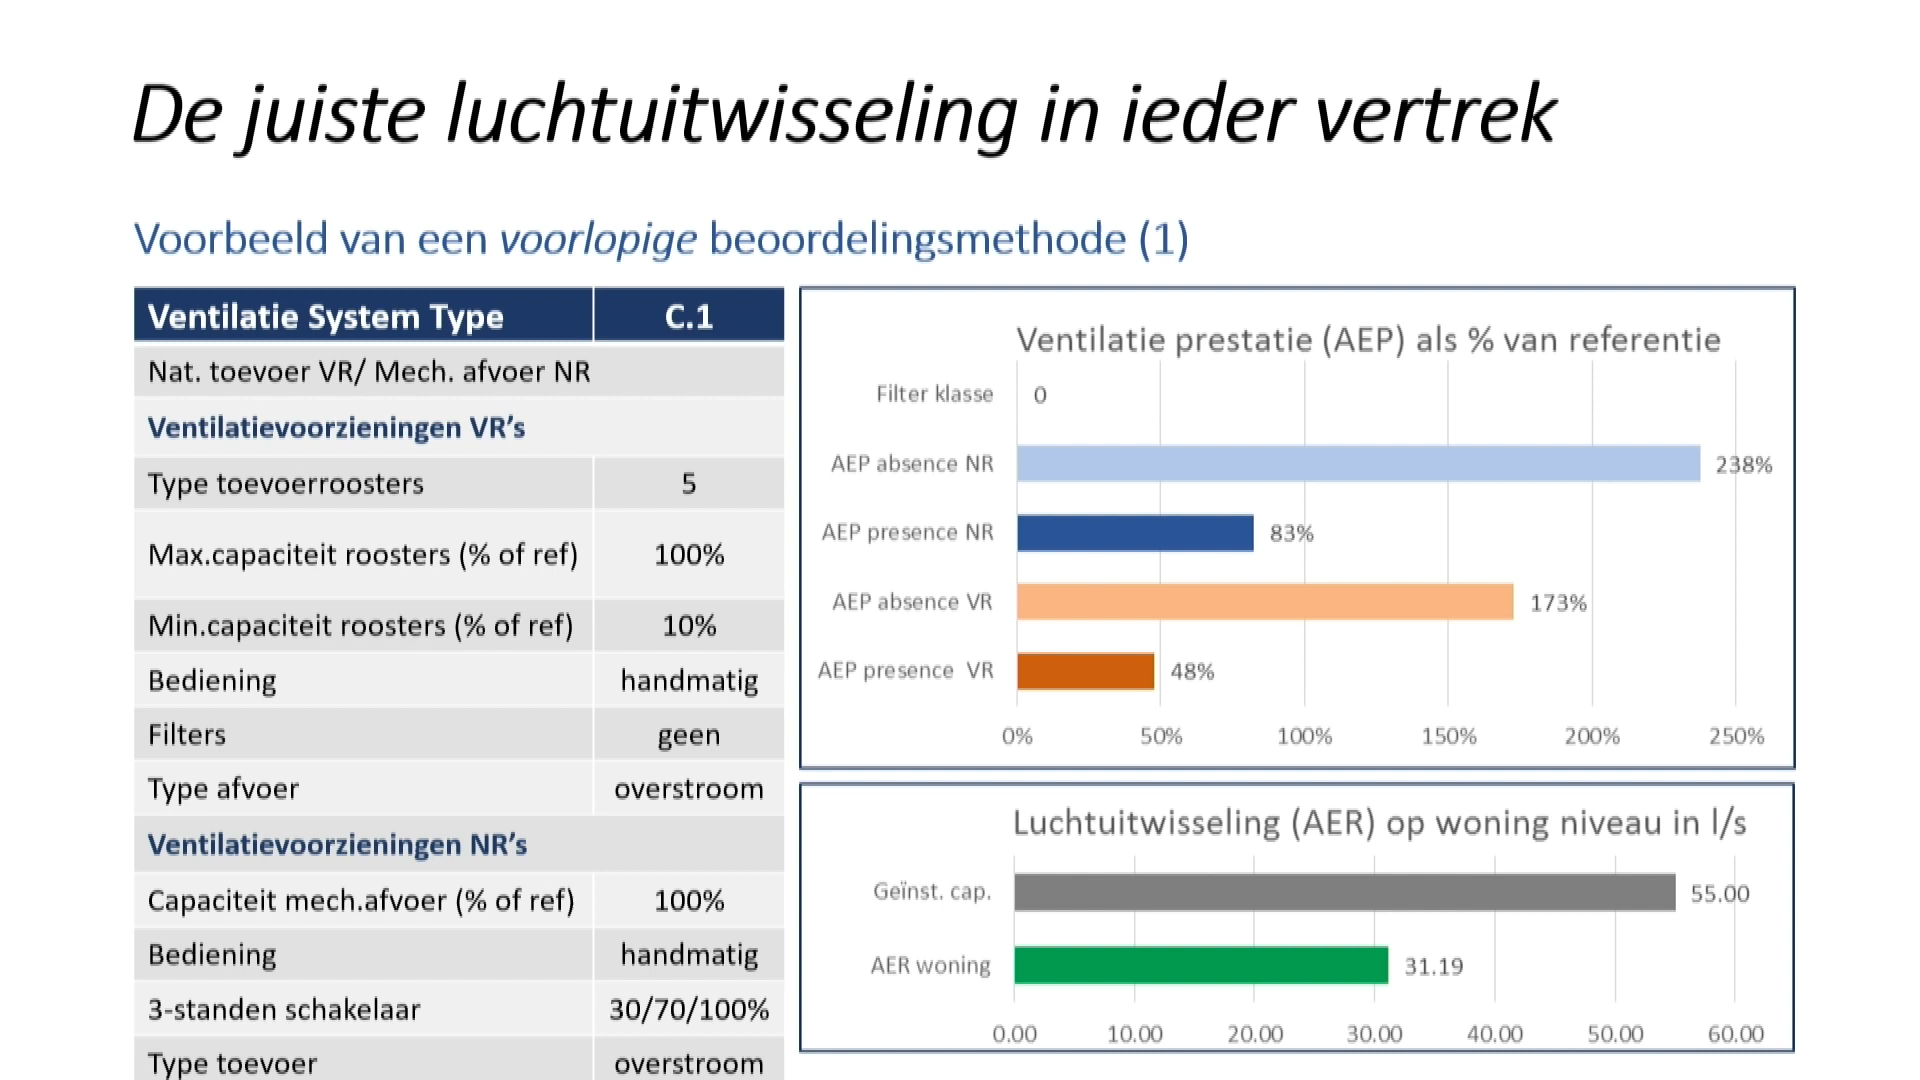 De juiste luchtuitwisseling in ieder vertrek
Voorbeeld van een voorlopige beoordelingsmethode (1)
Ventilatie System Type C.1
Nat. toevoer VR/ Mech. afvoer NR
Ventilatievoorzieningen VR's
Type toevoerroosters 5
Max.capaciteit roosters (% of ref) 100%
Min.capaciteit roosters (% of ref) 10%
Bediening handmatig
Filters geen
Type afvoer overstroom
Ventilatievoorzieningen NR's
Capaciteit mech.afvoer (% of ref) 100%
Bediening handmatig
3-standen schakelaar 30/70/100%
Type toevoer overstroom
Ventilatie prestatie (AEP) als % van referentie
Filter klasse 0
AEP absence NR 238%
AEP presence NR 83%
AEP absence VR 173%
AEP presence VR 48%
0% 50% 100% 150% 200% 250%
Luchtuitwisseling (AER) op woning niveau in l/s
Geïnst. cap. 55.00
AER woning 31.19
0.00 10.00 20.00 30.00 40.00 50.00 60.00